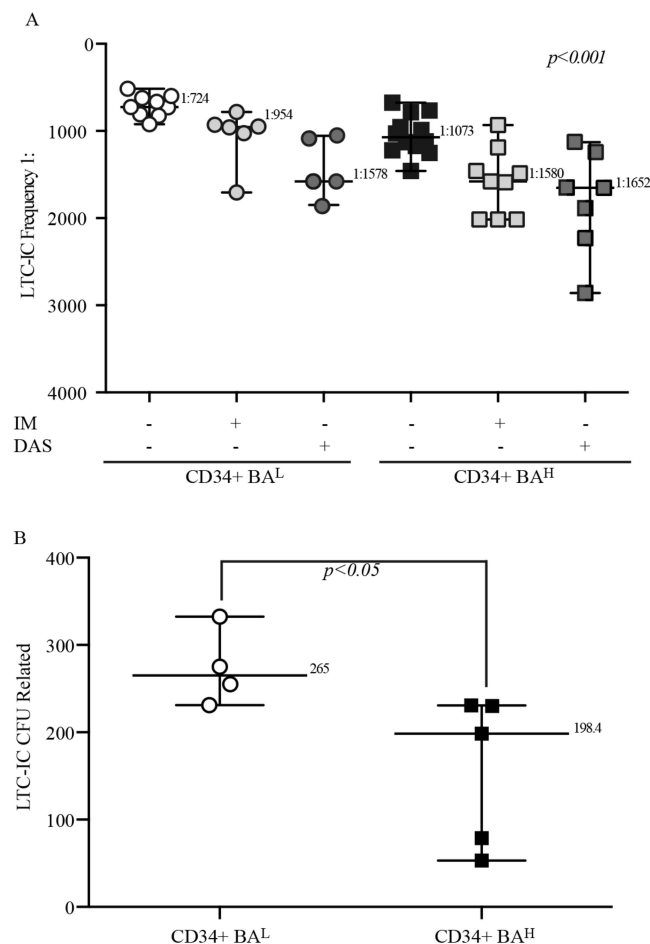 A
0
p<0.001
1:724
1:954
1000
1:1073
1:1578
1:1580
1:1652
2000
3000
4000
LTC-IC Frequency 1:
IM - + - - + -
DAS - - + - - +
CD34+ BAᴸ CD34+ BAᴴ
B
400
p<0.05
300
265
200
198.4
100
0
LTC-IC CFU Related
CD34+ BAᴸ CD34+ BAᴴ